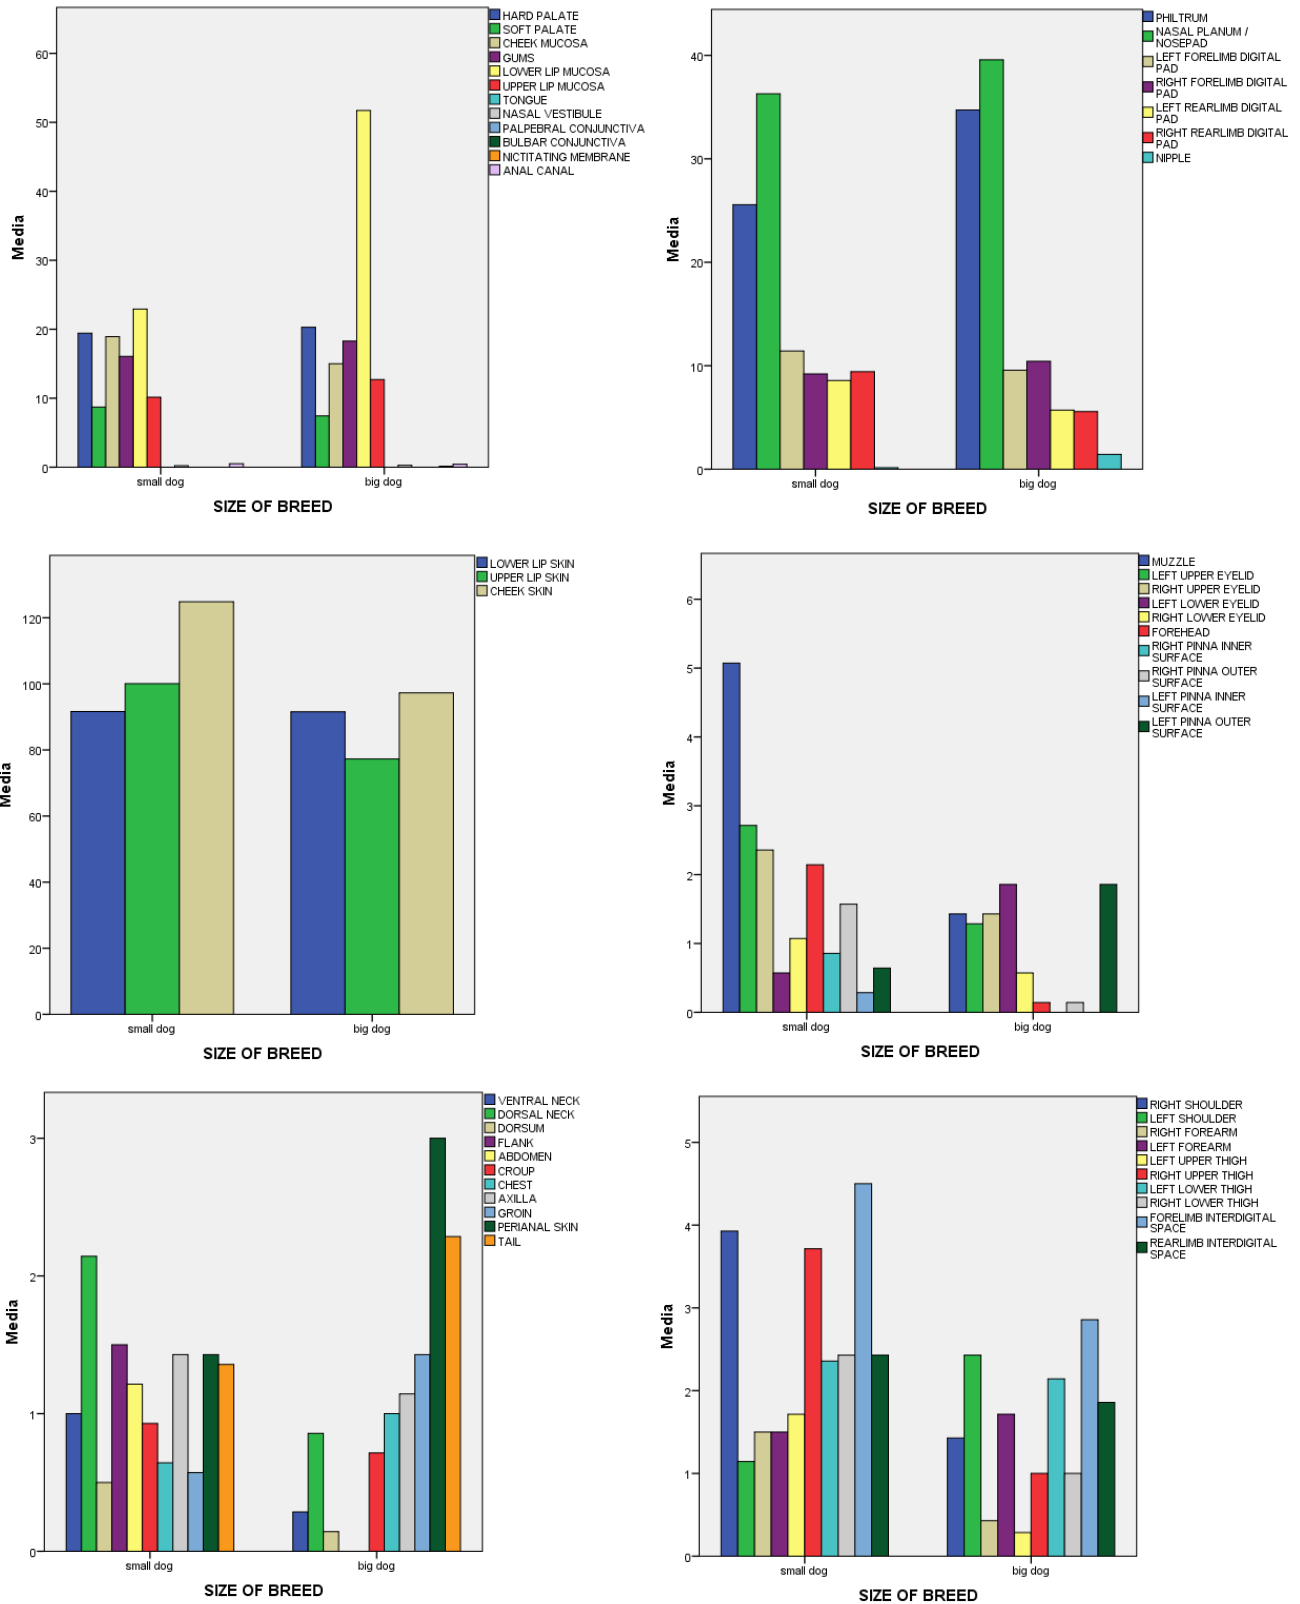 HARD PALATE
SOFT PALATE
CHEEK MUCOSA
GUMS
LOWER LIP MUCOSA
UPPER LIP MUCOSA
TONGUE
NASAL VESTIBULE
PALPEBRAL CONJUNCTIVA
BULBAR CONJUNCTIVA
NICTITATING MEMBRANE
ANAL CANAL
60
50
40
30
20
10
0
Media
small dog
big dog
SIZE OF BREED
PHILTRUM
NASAL PLANUM /
NOSEPAD
LEFT FORELIMB DIGITAL
PAD
RIGHT FORELIMB DIGITAL
PAD
LEFT REARLIMB DIGITAL
PAD
RIGHT REARLIMB DIGITAL
PAD
NIPPLE
40
30
20
10
0
Media
small dog
big dog
SIZE OF BREED
LOWER LIP SKIN
UPPER LIP SKIN
CHEEK SKIN
120
100
80
60
40
20
0
Media
small dog
big dog
SIZE OF BREED
MUZZLE
LEFT UPPER EYELID
RIGHT UPPER EYELID
LEFT LOWER EYELID
RIGHT LOWER EYELID
FOREHEAD
RIGHT PINNA INNER
SURFACE
RIGHT PINNA OUTER
SURFACE
LEFT PINNA INNER
SURFACE
LEFT PINNA OUTER
SURFACE
6
5
4
3
2
1
0
Media
small dog
big dog
SIZE OF BREED
VENTRAL NECK
DORSAL NECK
DORSUM
FLANK
ABDOMEN
CROUP
CHEST
AXILLA
GROIN
PERIANAL SKIN
TAIL
3
2
1
0
Media
small dog
big dog
SIZE OF BREED
RIGHT SHOULDER
LEFT SHOULDER
RIGHT FOREARM
LEFT FOREARM
LEFT UPPER THIGH
RIGHT UPPER THIGH
LEFT LOWER THIGH
RIGHT LOWER THIGH
FORELIMB INTERDIGITAL
SPACE
REARLIMB INTERDIGITAL
SPACE
5
4
3
2
1
0
Media
small dog
big dog
SIZE OF BREED